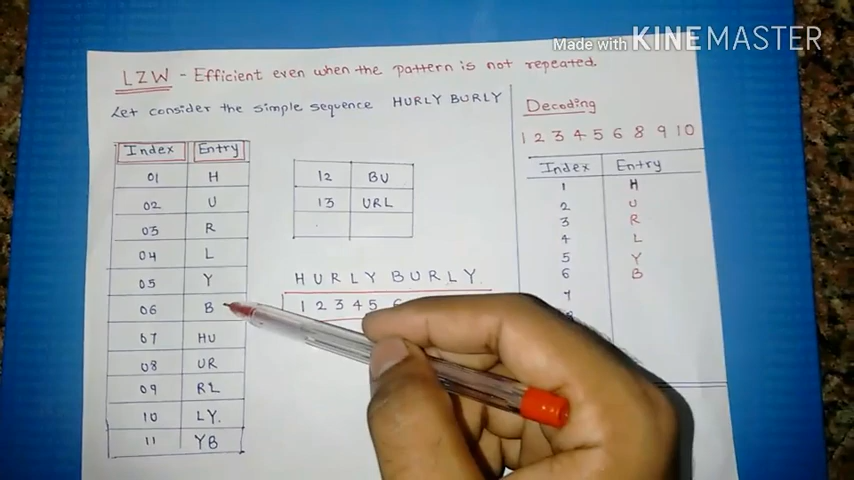 Made with KINEMASTER
LZW - Efficient even when the pattern is not repeated.
Let consider the simple sequence HURLY BURLY
Index Entry
01 H
02 U
03 R
04 L
05 Y
06 B
07 HU
08 UR
09 RL
10 LY.
11 YB
12 BU
13 URL
H U R L Y B U R L Y.
1 2 3 4 5
Decoding
1 2 3 4 5 6 8 9 10
Index Entry
1 H
2 U
3 R
4 L
5 Y
6 B